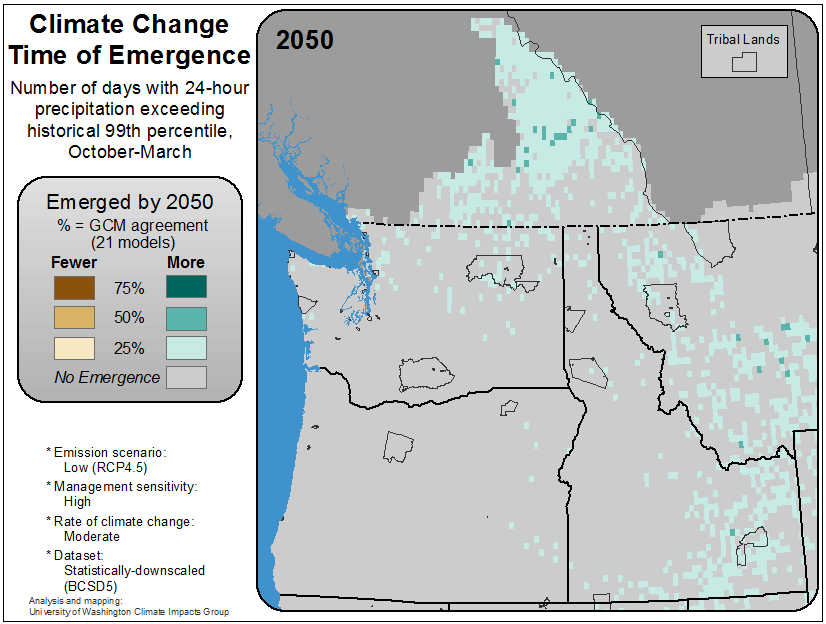 Climate Change
Time of Emergence
Number of days with 24-hour
precipitation exceeding
historical 99th percentile,
October-March
Emerged by 2050
% = GCM agreement
(21 models)
Fewer More
75%
50%
25%
No Emergence
* Emission scenario:
Low (RCP4.5)
* Management sensitivity:
High
* Rate of climate change:
Moderate
* Dataset:
Statistically-downscaled
(BCSD5)
Analysis and mapping:
University of Washington Climate Impacts Group
2050
Tribal Lands